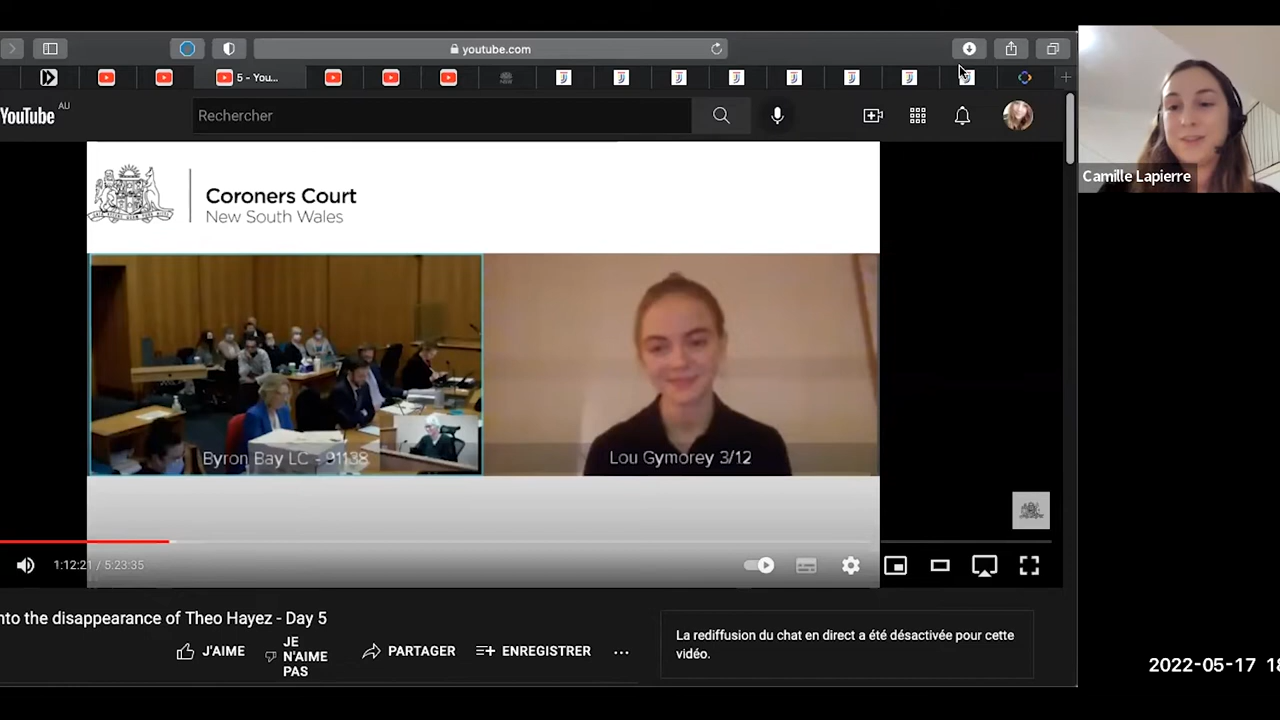 youtube.com
5 - You...
YouTube AU
Rechercher
Camille Lapierre
Coroners Court
New South Wales
Byron Bay LC - 91138
Lou Gymorey 3/12
1:12:21 / 5:23:35
nto the disappearance of Theo Hayez - Day 5
J'AIME
JE
N'AIME
PAS
PARTAGER
ENREGISTRER
La rediffusion du chat en direct a été désactivée pour cette
vidéo.
2022-05-17 18